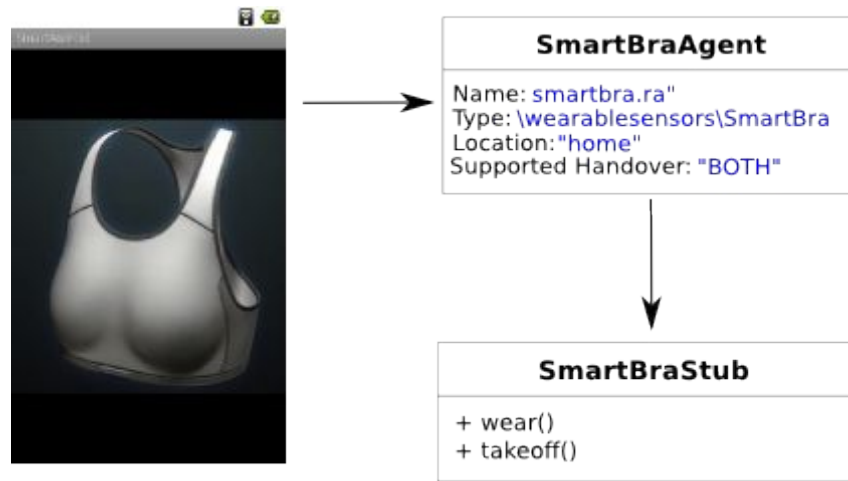 SmartBraAgent
Name: smartbra.ra"
Type: \wearablesensors\SmartBra
Location:"home"
Supported Handover: "BOTH"
SmartBraStub
+ wear()
+ takeoff()